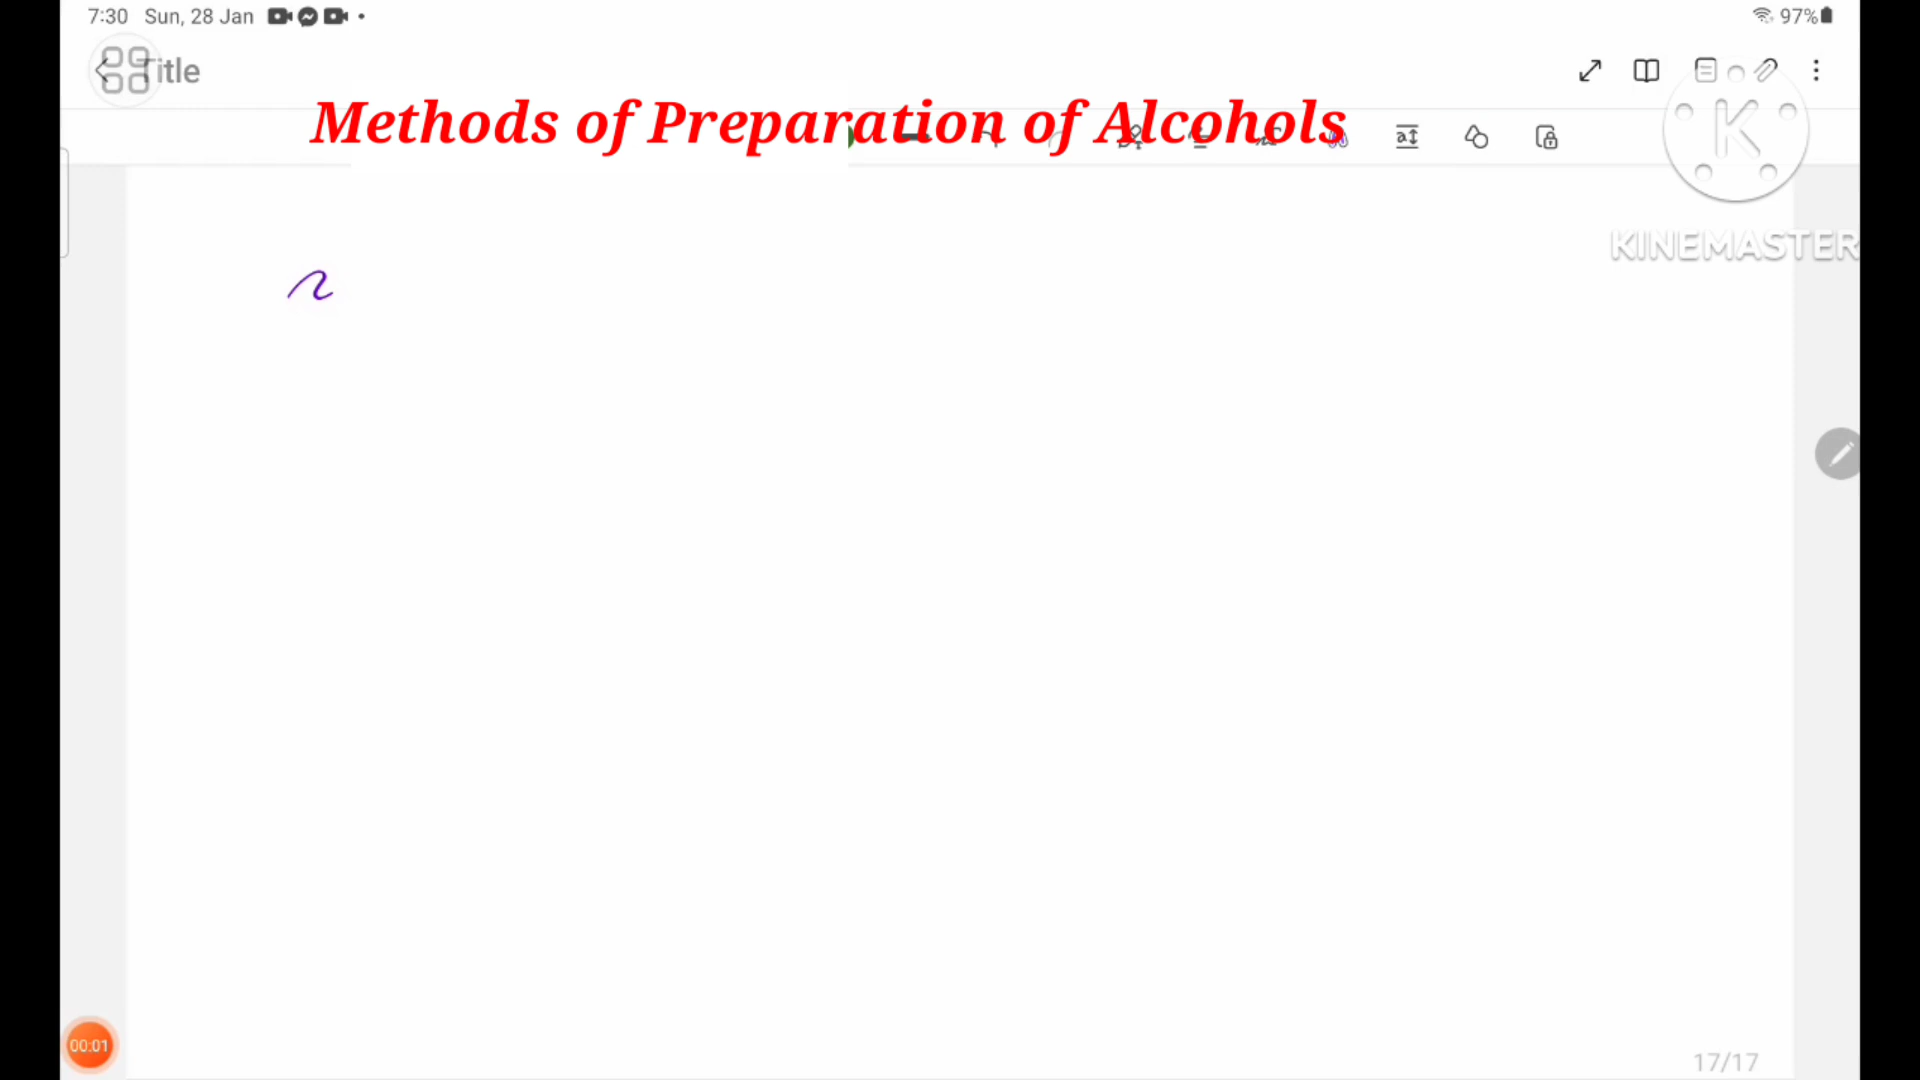 7:30 Sun, 28 Jan 97%
Title
Methods of Preparation of Alcohols
K
KINEMASTER
00:01
17/17